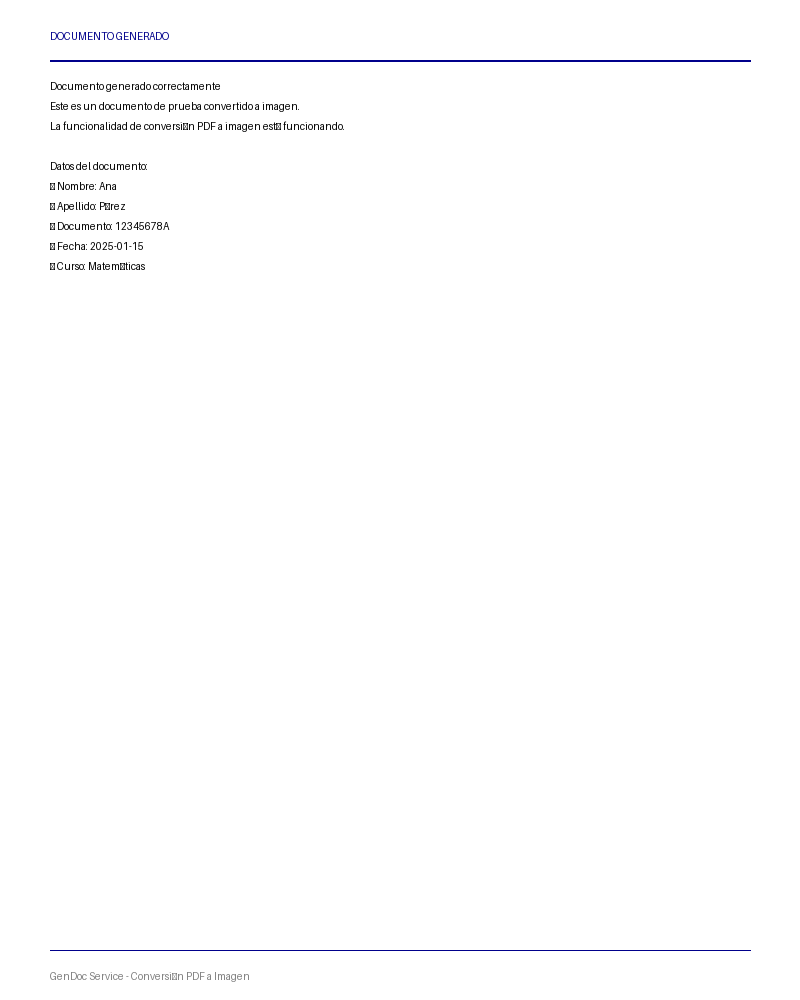 DOCUMENTO GENERADO
Documento generado correctamente
Este es un documento de prueba convertido a imagen.
La funcionalidad de conversi▯n PDF a imagen est▯ funcionando.
Datos del documento:
▯ Nombre: Ana
▯ Apellido: P▯rez
▯ Documento: 12345678A
▯ Fecha: 2025-01-15
▯ Curso: Matem▯ticas
GenDoc Service - Conversi▯n PDF a Imagen